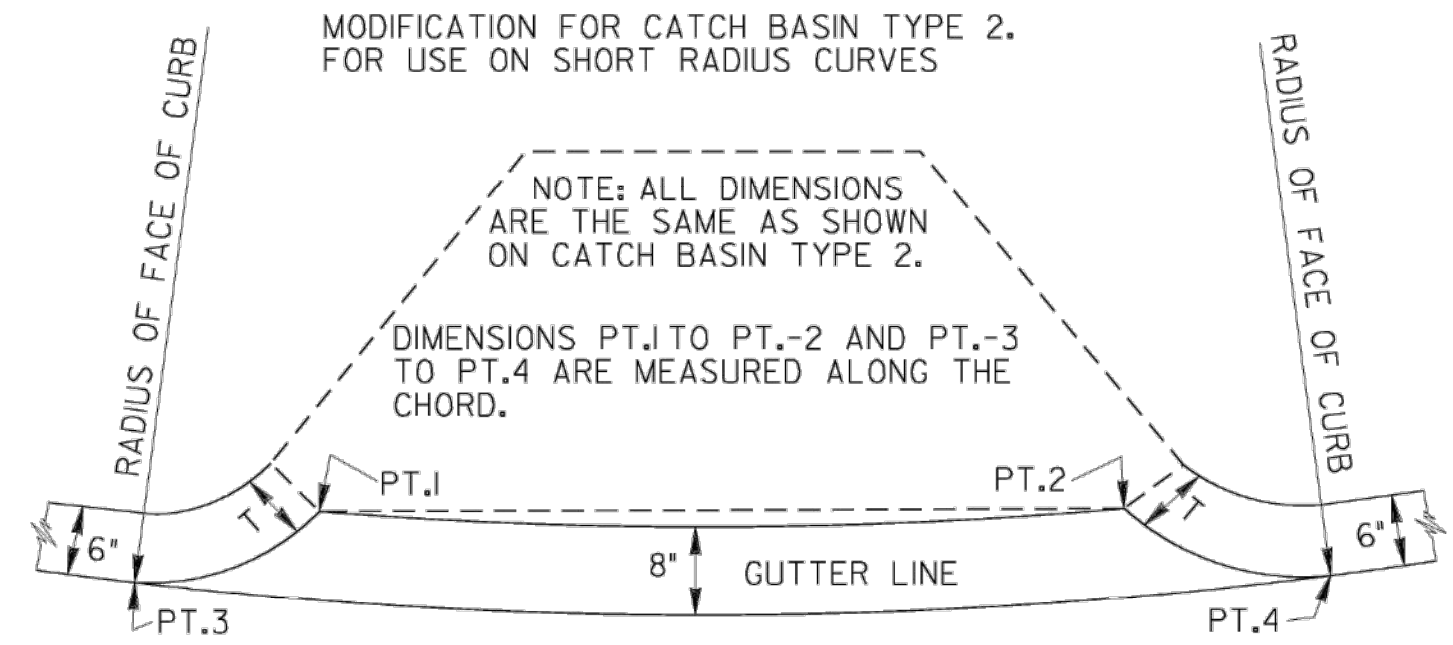 MODIFICATION FOR CATCH BASIN TYPE 2.
FOR USE ON SHORT RADIUS CURVES
RADIUS OF FACE OF CURB
RADIUS OF FACE OF CURB
NOTE: ALL DIMENSIONS
ARE THE SAME AS SHOWN
ON CATCH BASIN TYPE 2.
DIMENSIONS PT.1 TO PT.-2 AND PT.-3
TO PT.4 ARE MEASURED ALONG THE
CHORD.
PT.1
PT.2
T
T
6"
6"
8"
GUTTER LINE
PT.3
PT.4